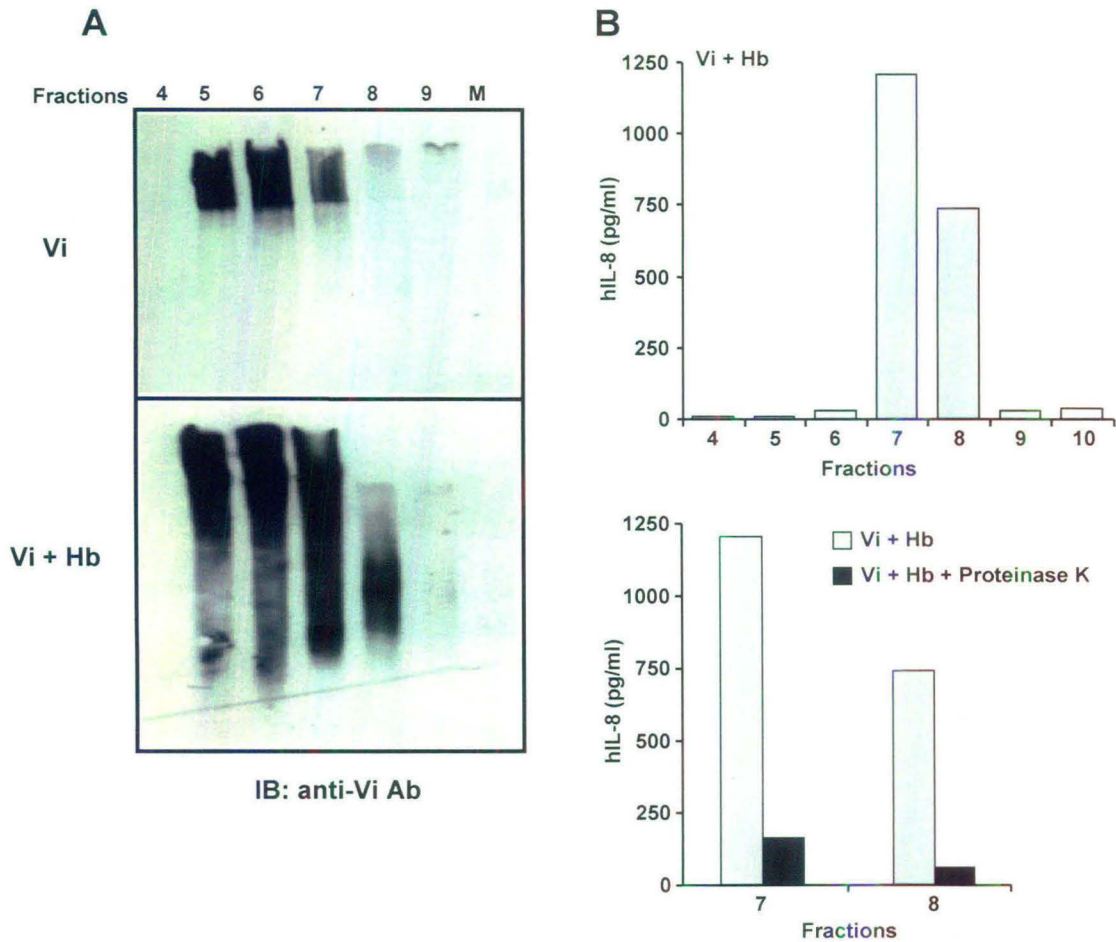 A
Fractions 4 5 6 7 8 9 M
Vi
Vi + Hb
IB: anti-Vi Ab
B
Vi + Hb
1250
1000
750
500
250
0
hIL-8 (pg/ml)
4 5 6 7 8 9 10
Fractions
1250
1000
750
500
250
0
hIL-8 (pg/ml)
Vi + Hb
Vi + Hb + Proteinase K
7 8
Fractions